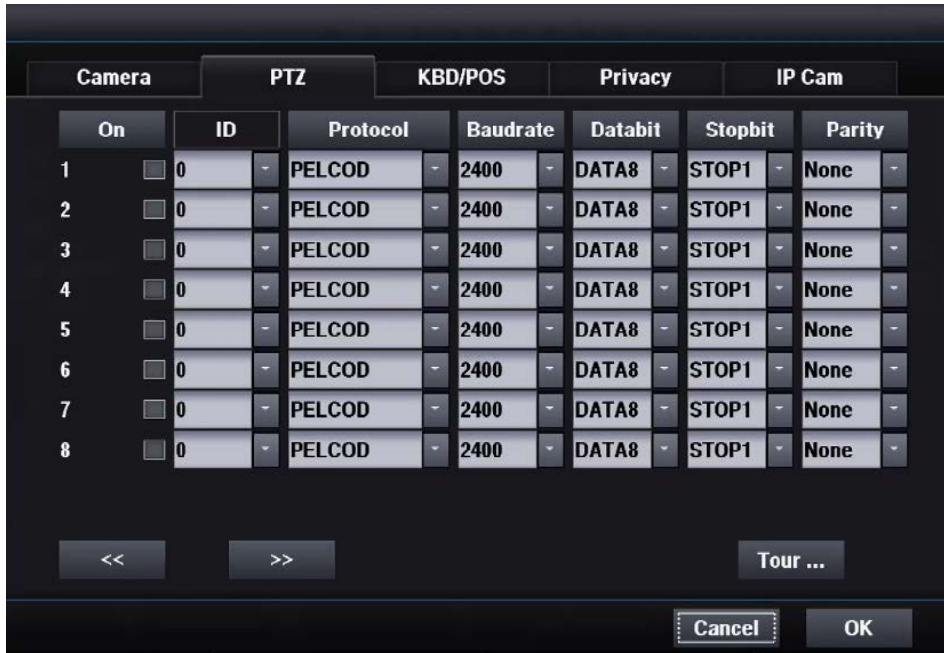 Camera PTZ KBD/POS Privacy IP Cam
On ID Protocol Baudrate Databit Stopbit Parity
1 0 PELCOD 2400 DATA8 STOP1 None
2 0 PELCOD 2400 DATA8 STOP1 None
3 0 PELCOD 2400 DATA8 STOP1 None
4 0 PELCOD 2400 DATA8 STOP1 None
5 0 PELCOD 2400 DATA8 STOP1 None
6 0 PELCOD 2400 DATA8 STOP1 None
7 0 PELCOD 2400 DATA8 STOP1 None
8 0 PELCOD 2400 DATA8 STOP1 None
<< >> Tour ...
Cancel OK